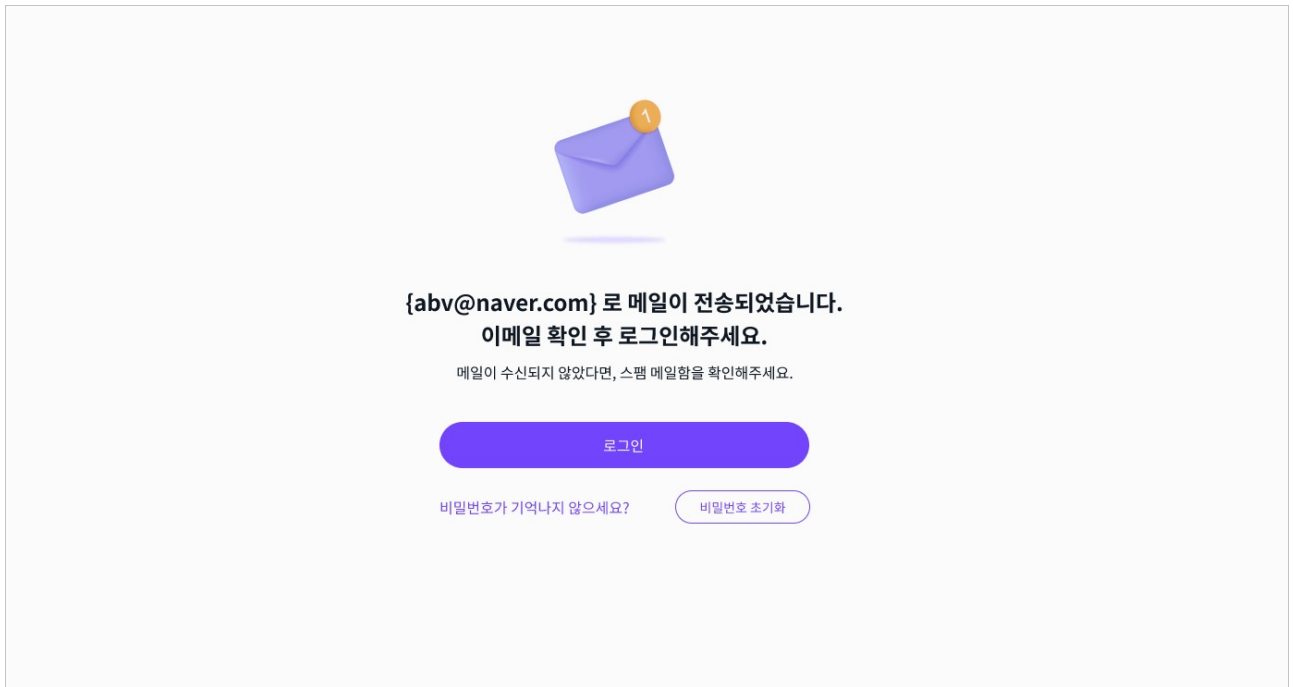 1
{abv@naver.com} 로 메일이 전송되었습니다.
이메일 확인 후 로그인해주세요.
메일이 수신되지 않았다면, 스팸 메일함을 확인해주세요.
로그인
비밀번호가 기억나지 않으세요?
비밀번호 초기화